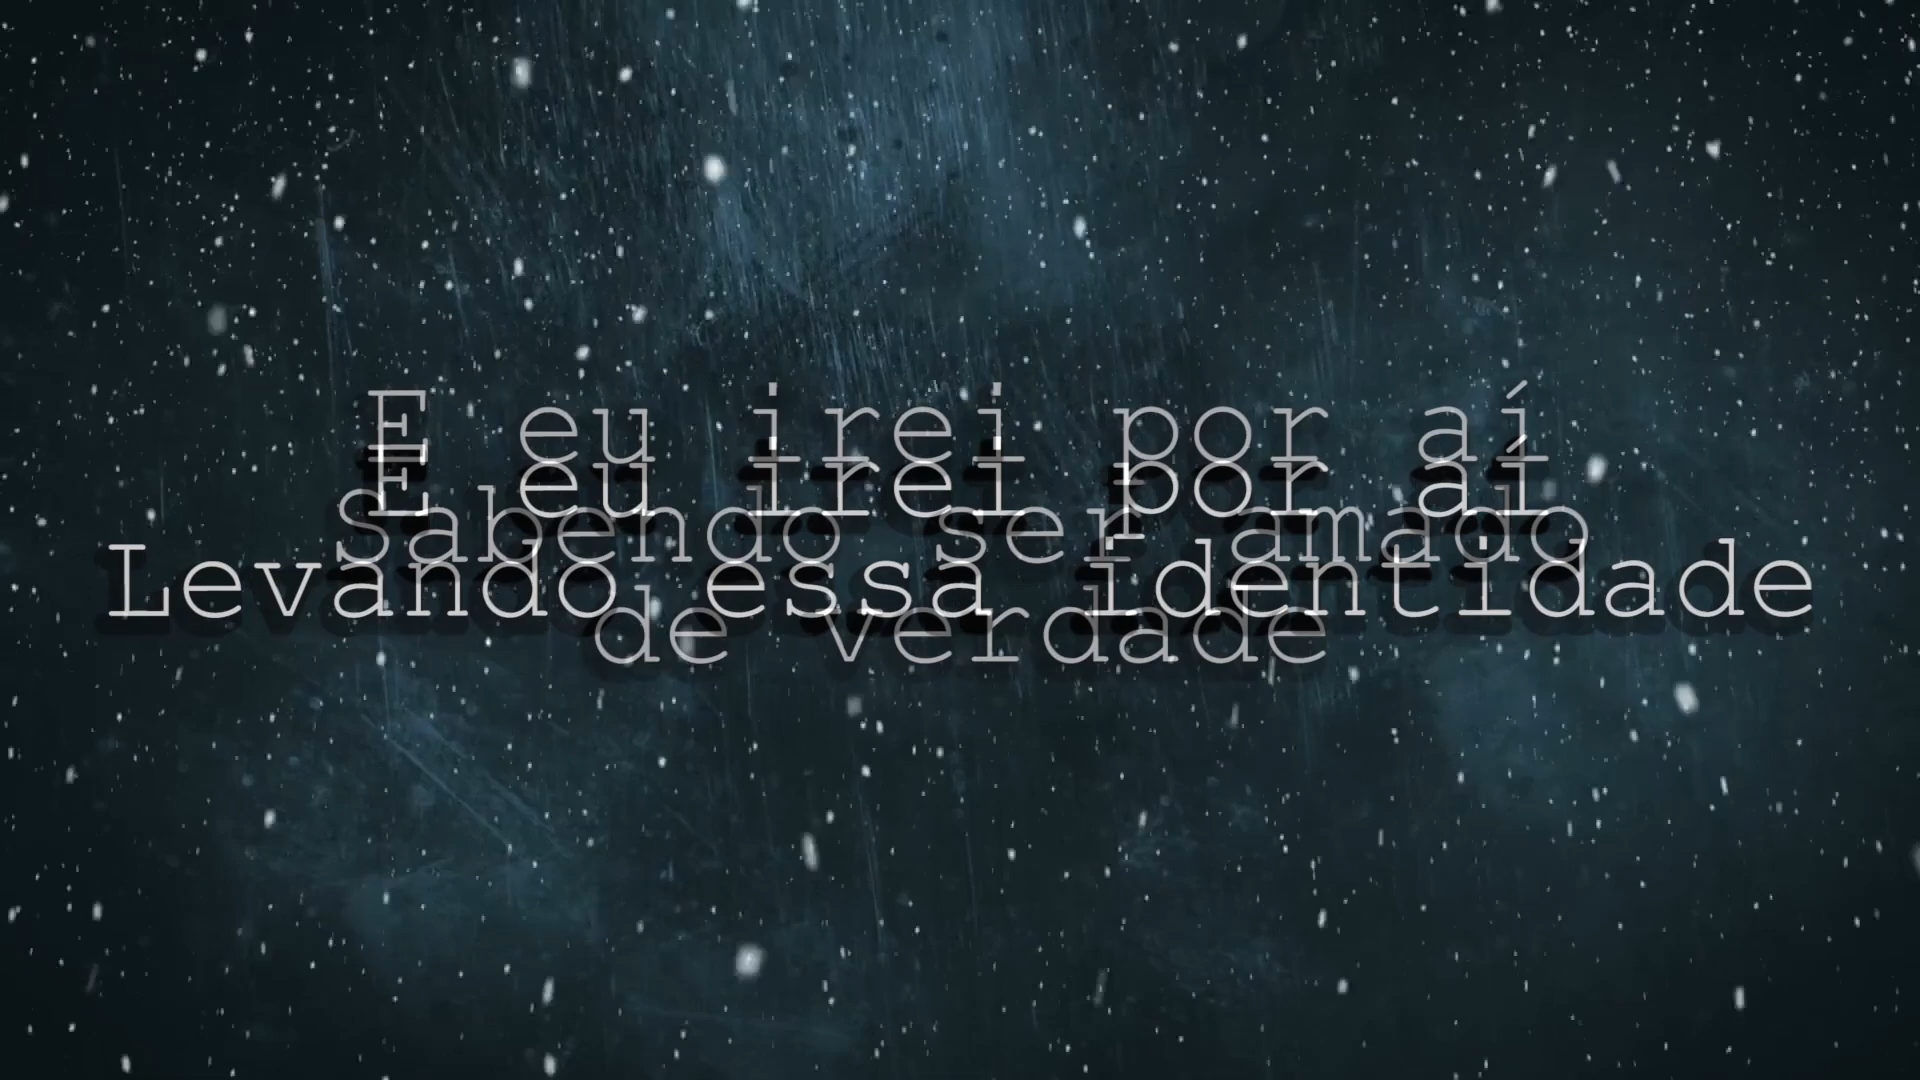 E eu irei por aí
Sabendo ser amado
de verdade
E eu irei por aí
Levando essa identidade